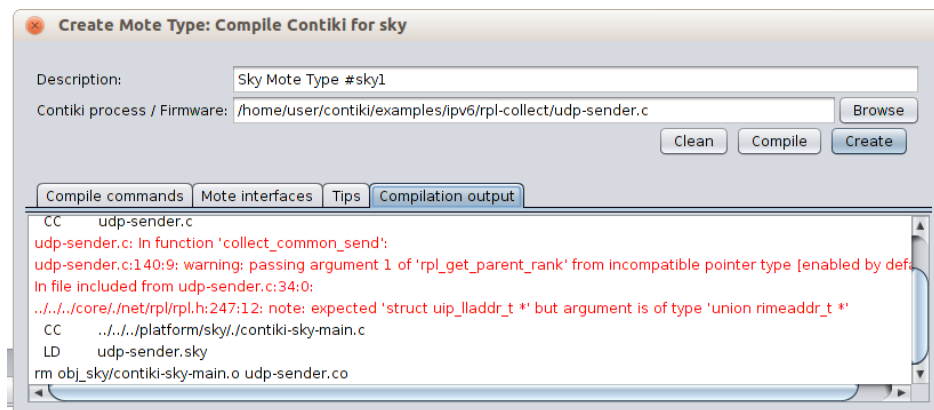 Create Mote Type: Compile Contiki for sky
Description: Sky Mote Type #sky1
Contiki process / Firmware: /home/user/contiki/examples/ipv6/rpl-collect/udp-sender.c Browse
Clean Compile Create
Compile commands Mote interfaces Tips Compilation output
CC udp-sender.c
udp-sender.c: In function 'collect_common_send':
udp-sender.c:140:9: warning: passing argument 1 of 'rpl_get_parent_rank' from incompatible pointer type [enabled by defa
In file included from udp-sender.c:34:0:
../../../core/./net/rpl/rpl.h:247:12: note: expected 'struct uip_lladdr_t *' but argument is of type 'union rimeaddr_t *'
CC ../../../platform/sky/./contiki-sky-main.c
LD udp-sender.sky
rm obj_sky/contiki-sky-main.o udp-sender.co